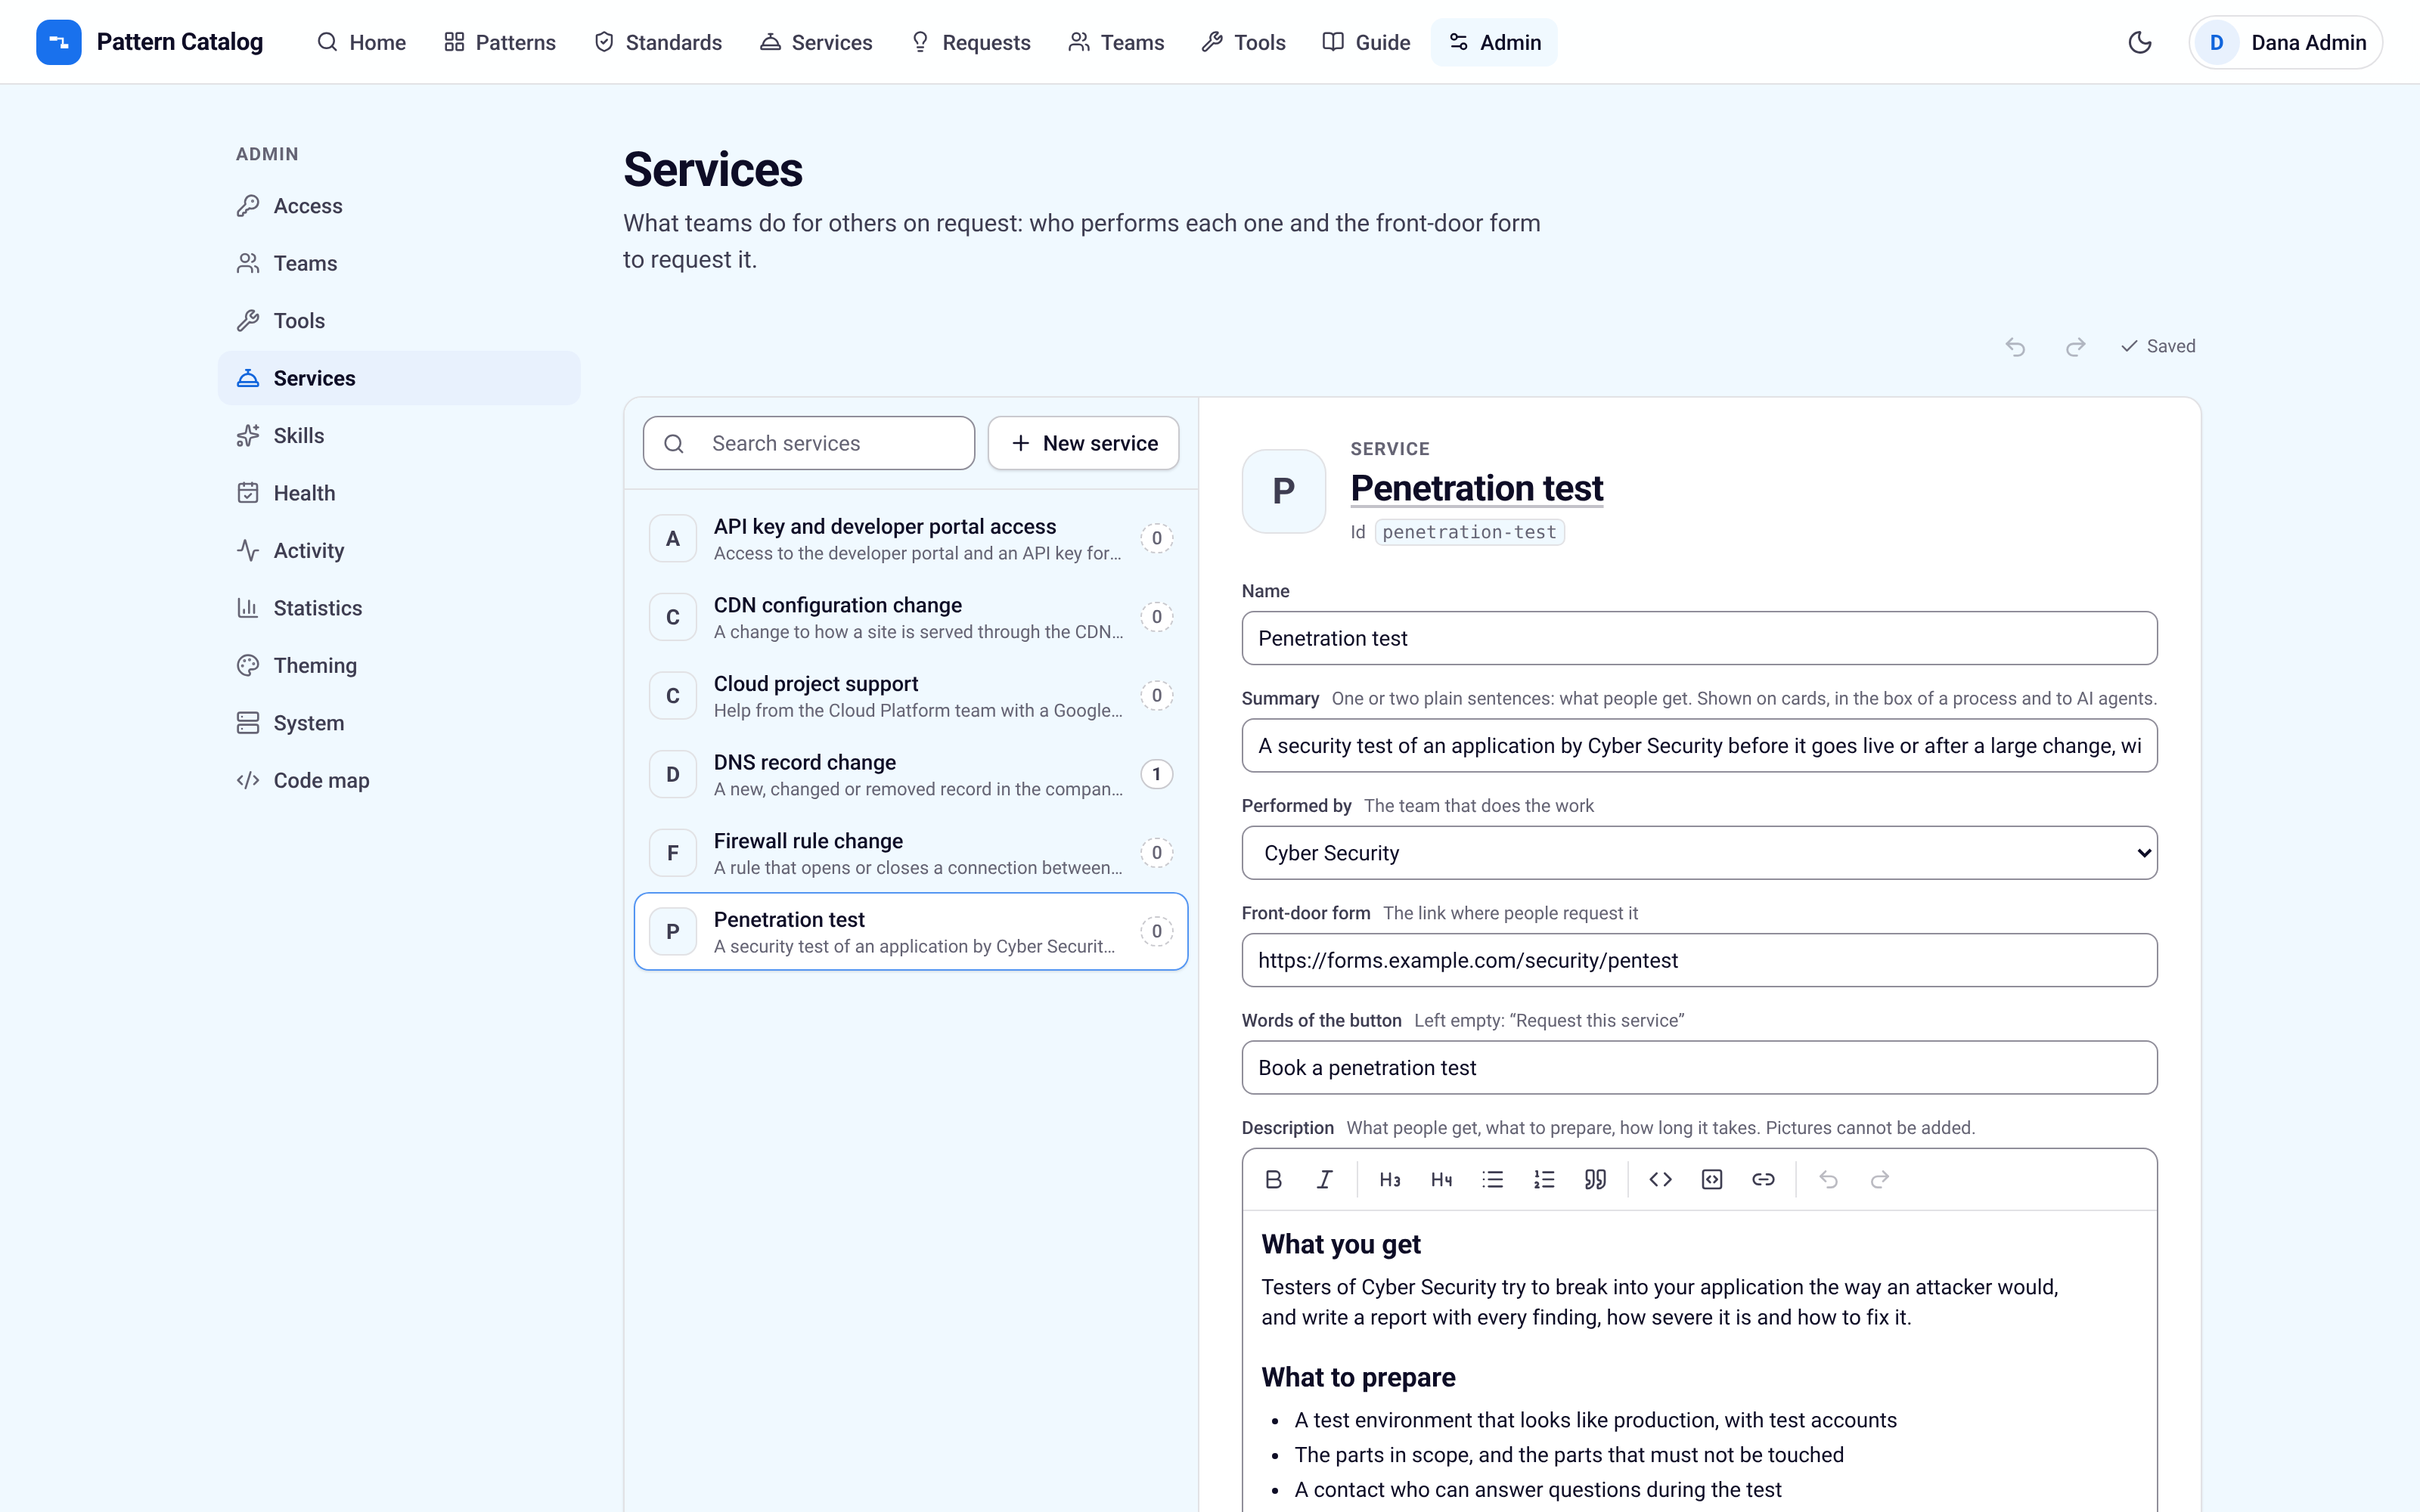 Pattern Catalog
Home
Patterns
Standards
Services
Requests
Teams
Tools
Guide
Admin
D
Dana Admin
ADMIN
Access
Teams
Tools
Services
Skills
Health
Activity
Statistics
Theming
System
Code map
Services
What teams do for others on request: who performs each one and the front-door form
to request it.
Saved
Search services
New service
A
API key and developer portal access
Access to the developer portal and an API key for…
0
C
CDN configuration change
A change to how a site is served through the CDN…
0
C
Cloud project support
Help from the Cloud Platform team with a Google…
0
D
DNS record change
A new, changed or removed record in the compan…
1
F
Firewall rule change
A rule that opens or closes a connection between…
0
P
Penetration test
A security test of an application by Cyber Securit…
0
P
SERVICE
Penetration test
Id penetration-test
Name
Penetration test
Summary One or two plain sentences: what people get. Shown on cards, in the box of a process and to AI agents.
A security test of an application by Cyber Security before it goes live or after a large change, wi
Performed by The team that does the work
Cyber Security
Front-door form The link where people request it
https://forms.example.com/security/pentest
Words of the button Left empty: “Request this service”
Book a penetration test
Description What people get, what to prepare, how long it takes. Pictures cannot be added.
H3
H4
What you get
Testers of Cyber Security try to break into your application the way an attacker would,
and write a report with every finding, how severe it is and how to fix it.
What to prepare
• A test environment that looks like production, with test accounts
• The parts in scope, and the parts that must not be touched
• A contact who can answer questions during the test